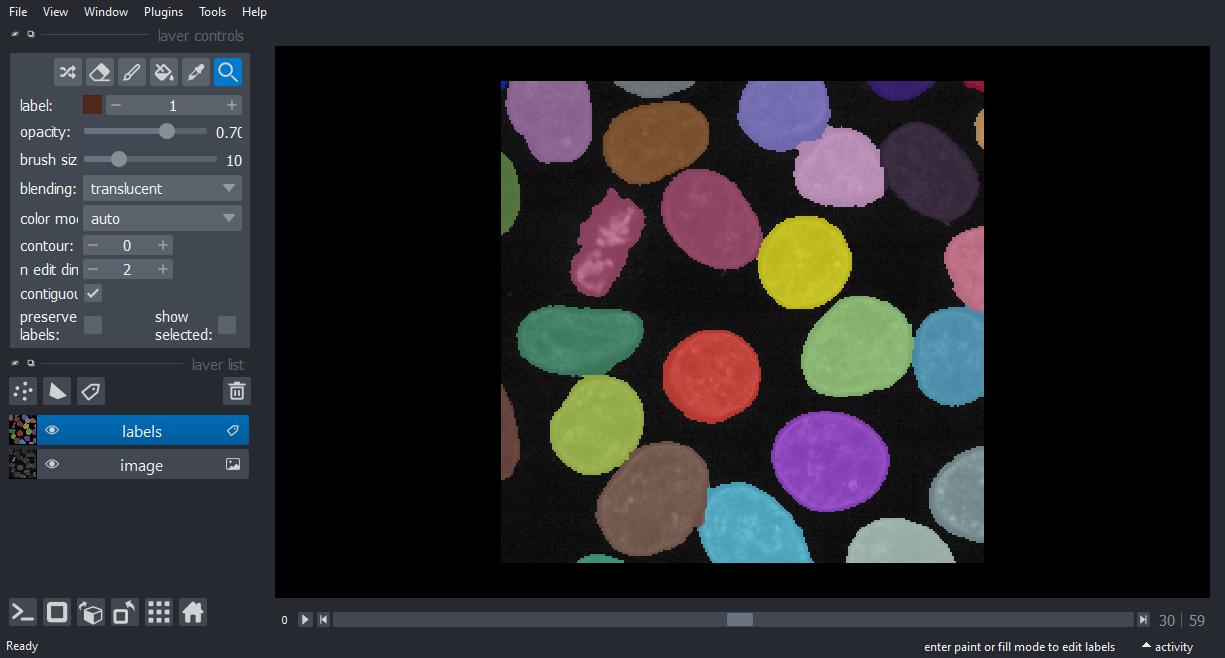 File View Window Plugins Tools Help
layer controls
label: 1
opacity: 0.70
brush siz 10
blending: translucent
color mo auto
contour: 0
n edit din 2
contiguou
preserve labels: show selected:
layer list
labels
image
0 30 59
Ready enter paint or fill mode to edit labels activity